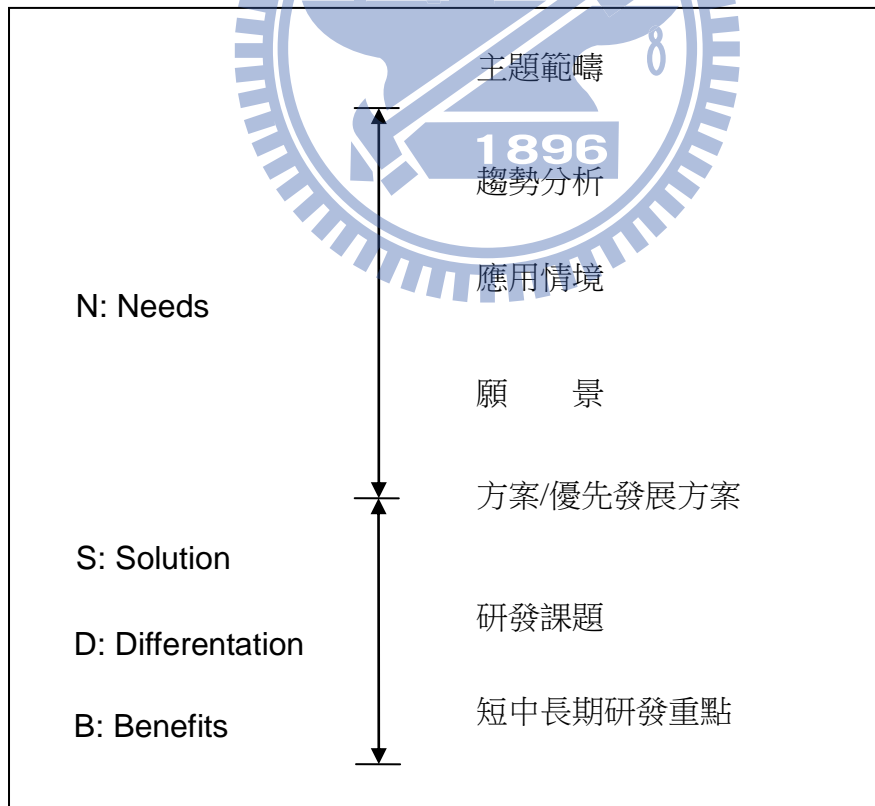 主題範疇
8
1896
趨勢分析
應用情境
N: Needs
願　　景
方案/優先發展方案
S: Solution
研發課題
D: Differentation
短中長期研發重點
B: Benefits